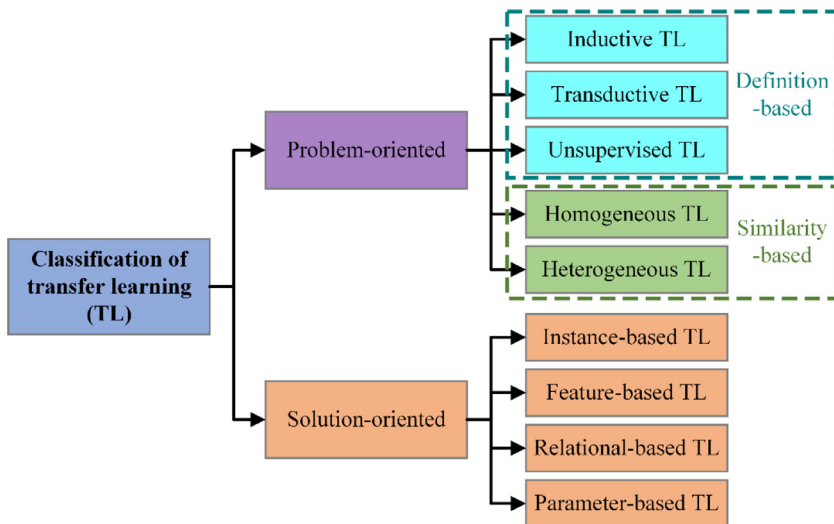 Classification of
transfer learning
(TL)
Problem-oriented
Inductive TL
Transductive TL
Unsupervised TL
Definition
-based
Homogeneous TL
Heterogeneous TL
Similarity
-based
Solution-oriented
Instance-based TL
Feature-based TL
Relational-based TL
Parameter-based TL